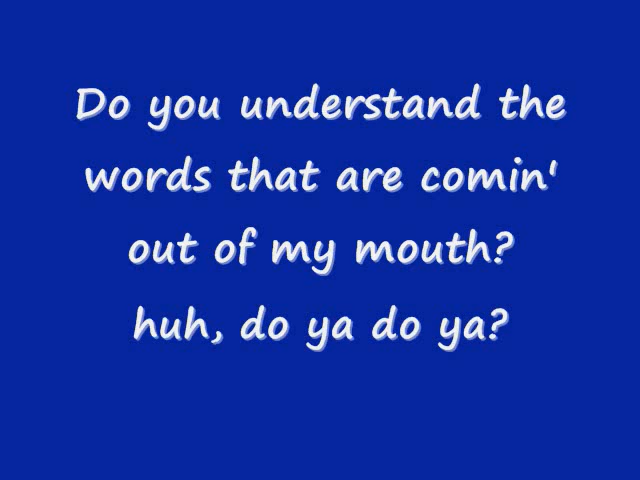 Do you understand the
words that are comin'
out of my mouth?
huh, do ya do ya?